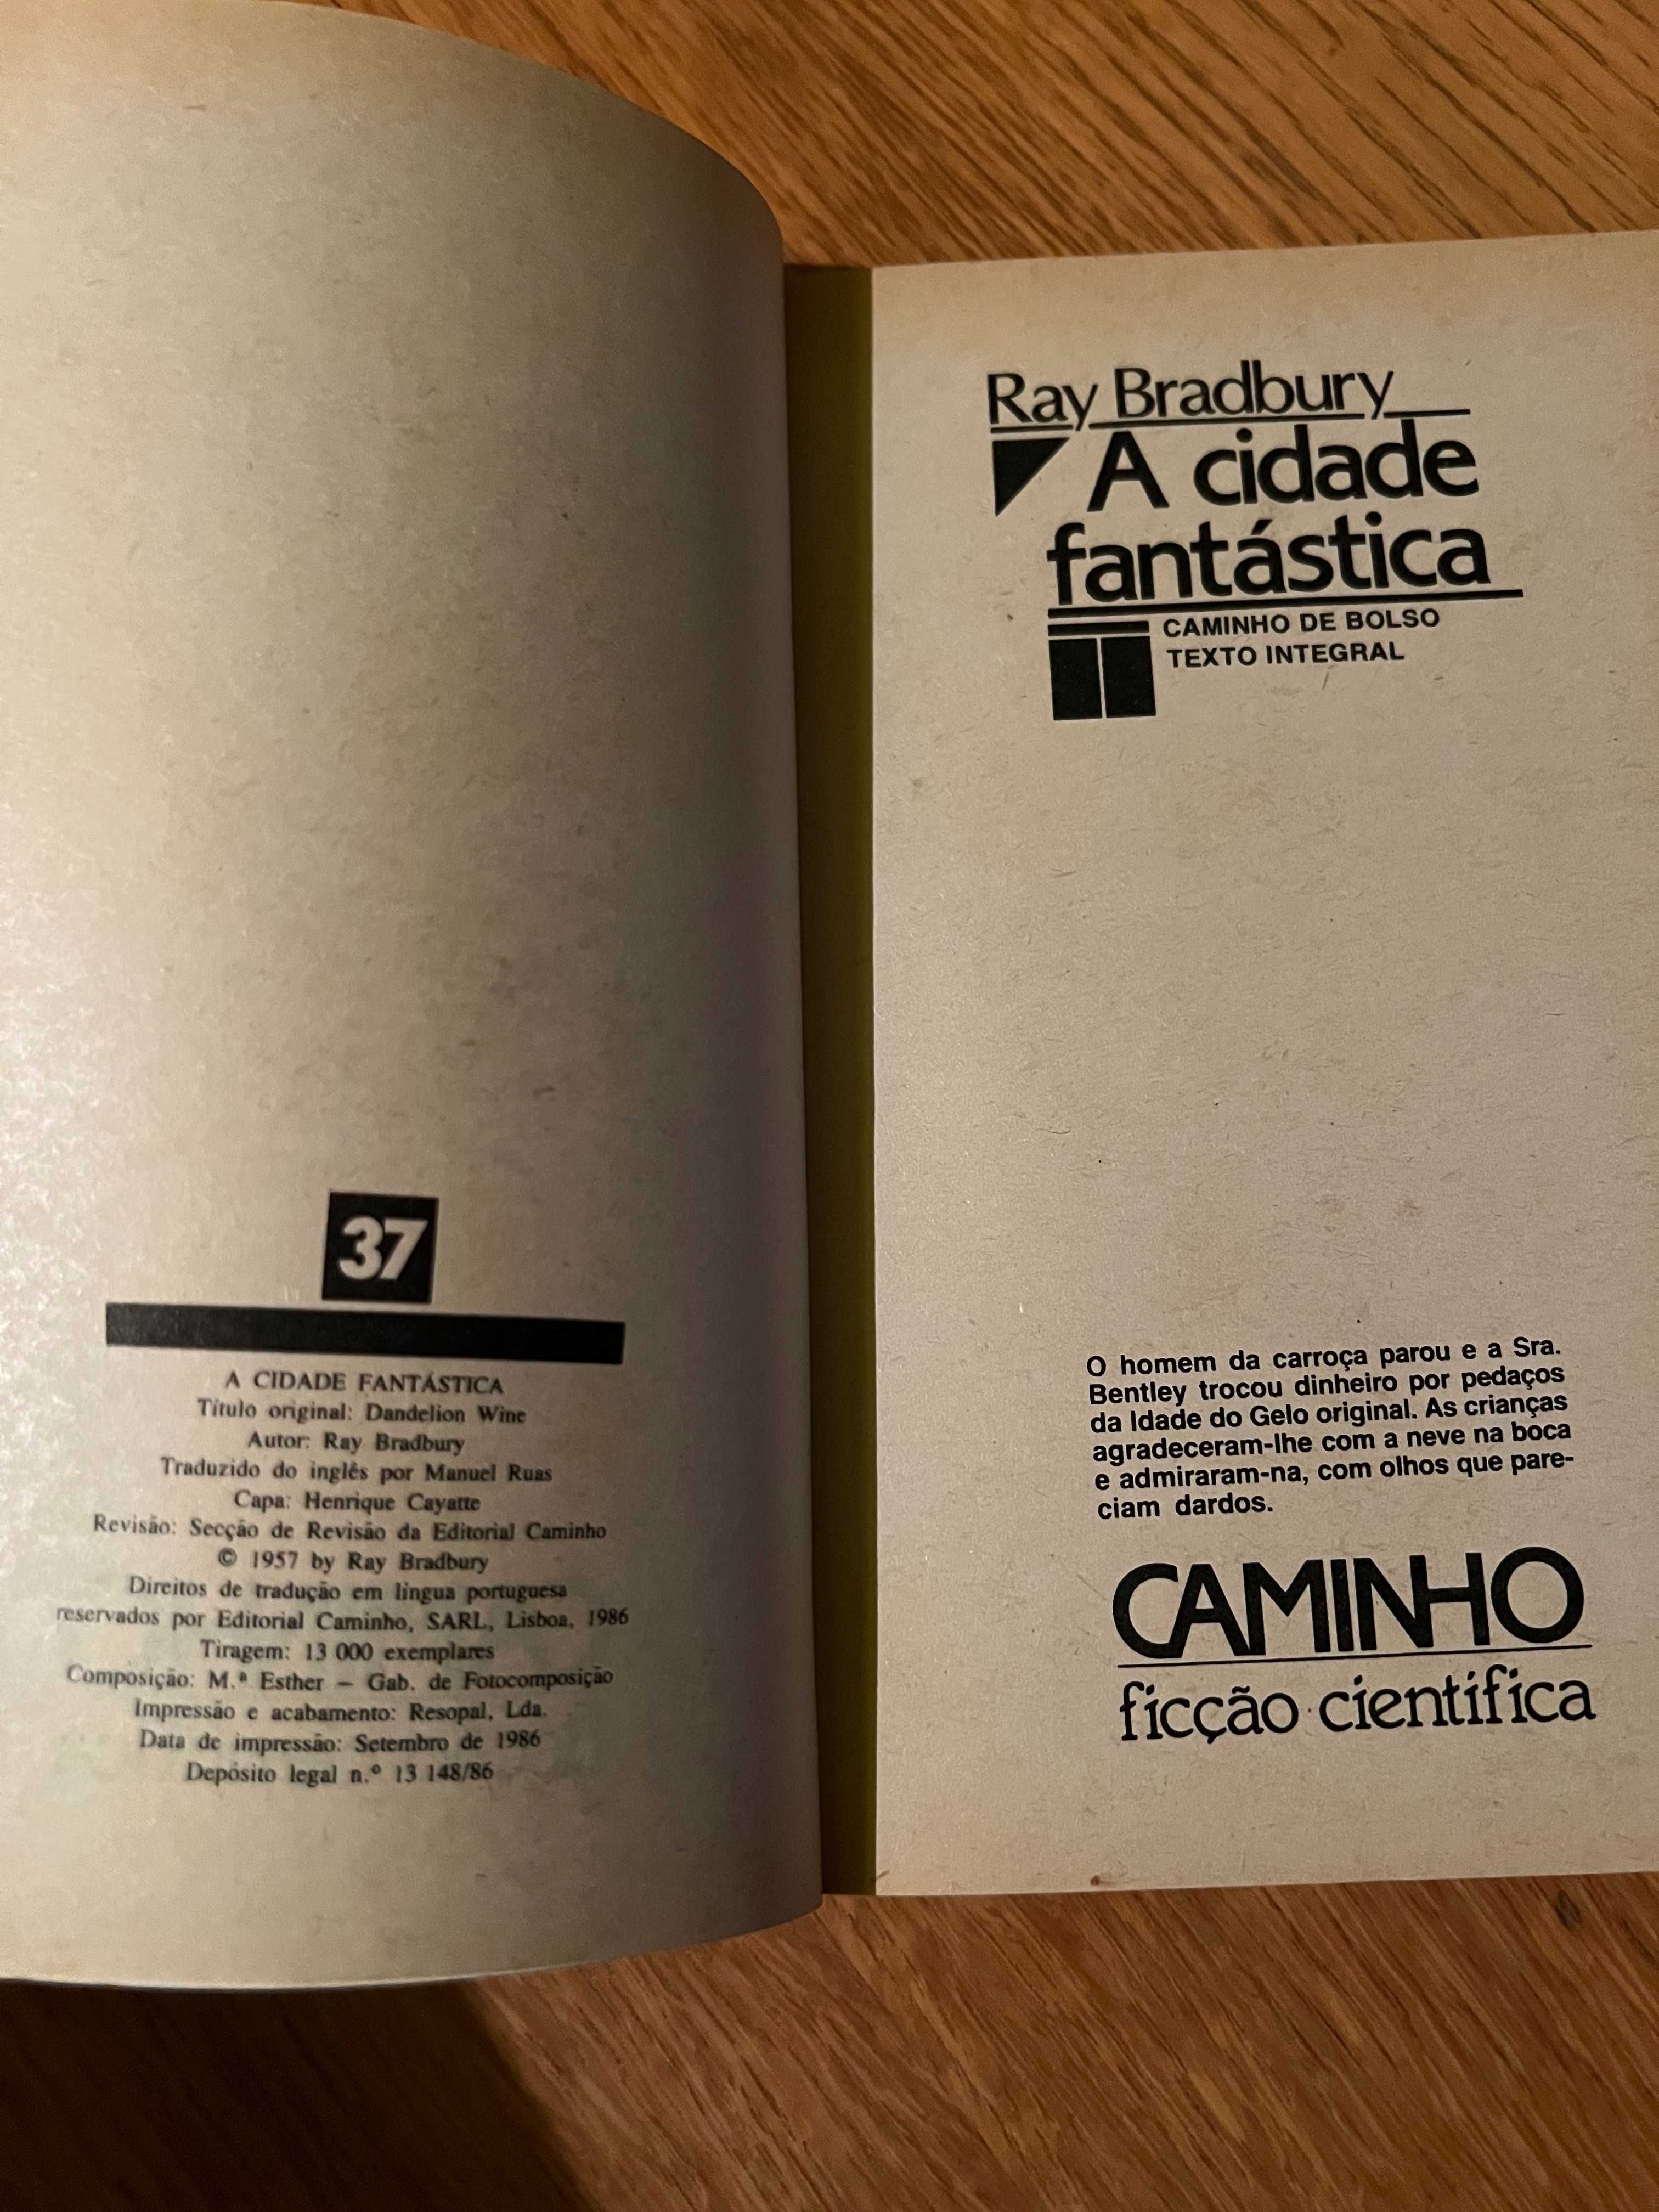 37
A CIDADE FANTÁSTICA
Título original: Dandelion Wine
Autor: Ray Bradbury
Traduzido do inglês por Manuel Ruas
Capa: Henrique Cayatte
Revisão: Secção de Revisão da Editorial Caminho
© 1957 by Ray Bradbury
Direitos de tradução em língua portuguesa
reservados por Editorial Caminho, SARL, Lisboa, 1986
Tiragem: 13 000 exemplares
Composição: M.ª Esther — Gab. de Fotocomposição
Impressão e acabamento: Resopal, Lda.
Data de impressão: Setembro de 1986
Depósito legal n.º 13 148/86
Ray Bradbury
A cidade
fantástica
CAMINHO DE BOLSO
TEXTO INTEGRAL
O homem da carroça parou e a Sra.
Bentley trocou dinheiro por pedaços
da Idade do Gelo original. As crianças
agradeceram-lhe com a neve na boca
e admiraram-na, com olhos que pare-
ciam dardos.
CAMINHO
ficção científica